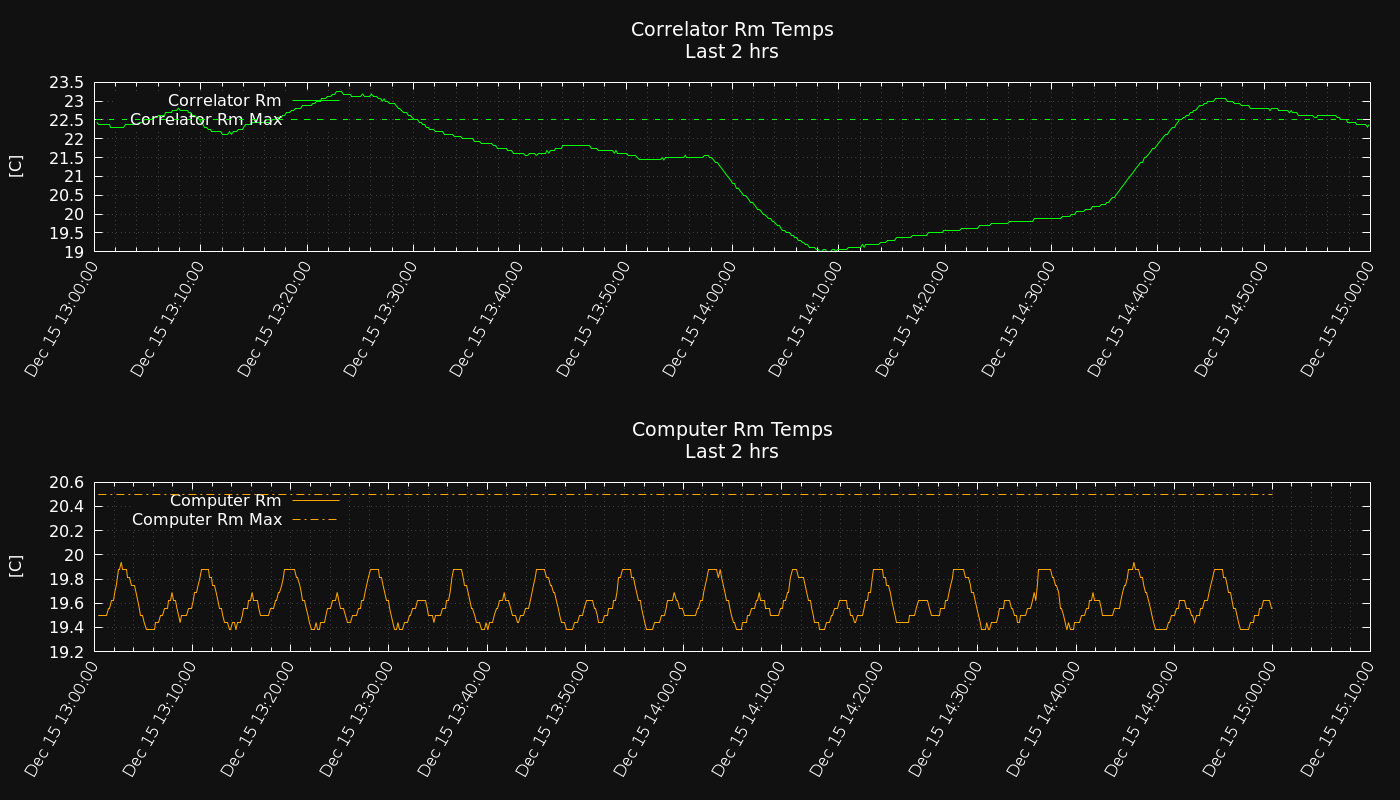 Correlator Rm Temps
Last 2 hrs
[C]
23.5
23
22.5
22
21.5
21
20.5
20
19.5
19
Correlator Rm
Correlator Rm Max
Dec 15 13:00:00
Dec 15 13:10:00
Dec 15 13:20:00
Dec 15 13:30:00
Dec 15 13:40:00
Dec 15 13:50:00
Dec 15 14:00:00
Dec 15 14:10:00
Dec 15 14:20:00
Dec 15 14:30:00
Dec 15 14:40:00
Dec 15 14:50:00
Dec 15 15:00:00
Computer Rm Temps
Last 2 hrs
[C]
20.6
20.4
20.2
20
19.8
19.6
19.4
19.2
Computer Rm
Computer Rm Max
Dec 15 13:00:00
Dec 15 13:10:00
Dec 15 13:20:00
Dec 15 13:30:00
Dec 15 13:40:00
Dec 15 13:50:00
Dec 15 14:00:00
Dec 15 14:10:00
Dec 15 14:20:00
Dec 15 14:30:00
Dec 15 14:40:00
Dec 15 14:50:00
Dec 15 15:00:00
Dec 15 15:10:00